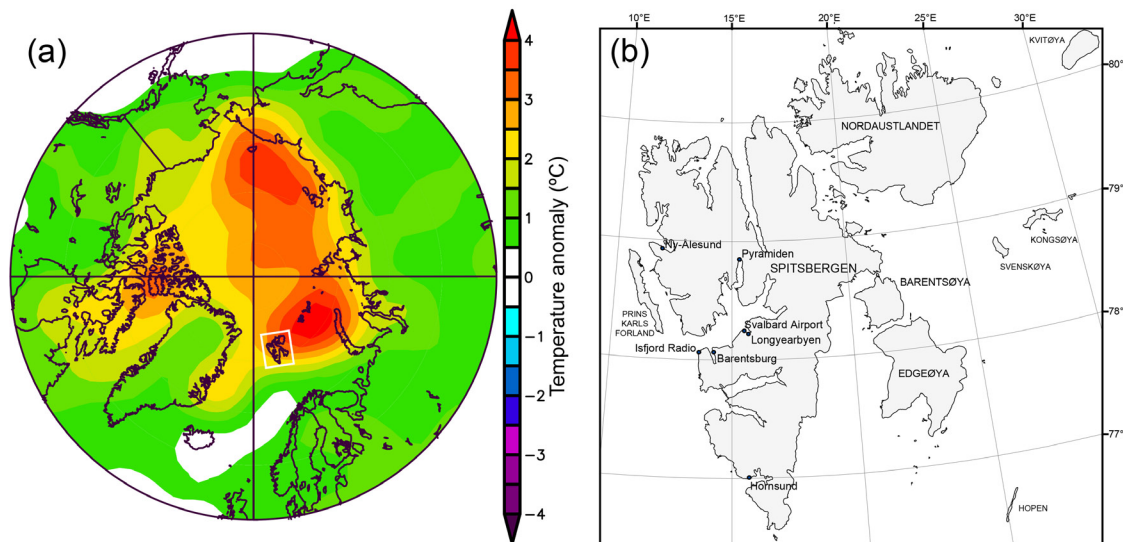 (a)
4
3
2
1
0
−1
−2
−3
−4
Temperature anomaly (ºC)
(b)
10°E
15°E
20°E
25°E
30°E
80°
79°
78°
77°
KVITØYA
NORDAUSTLANDET
KONGSØYA
SVENSKØYA
Ny-Ålesund
Pyramiden
SPITSBERGEN
BARENTSØYA
PRINS
KARLS
FORLAND
Svalbard Airport
Longyearbyen
Isfjord Radio
Barentsburg
EDGEØYA
Hornsund
HOPEN